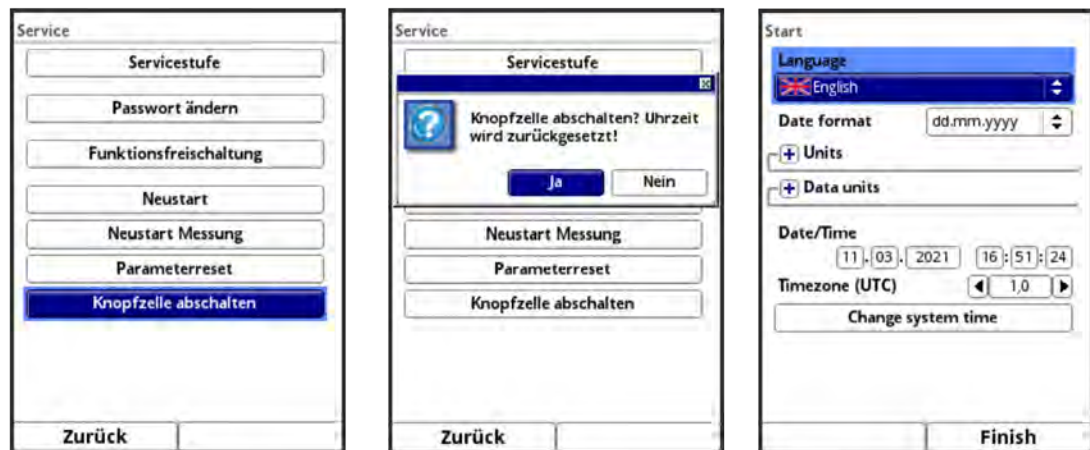 Service
Servicestufe
Passwort ändern
Funktionsfreischaltung
Neustart
Neustart Messung
Parameterreset
Knopfzelle abschalten
Zurück
Service
Servicestufe
Knopfzelle abschalten? Uhrzeit
wird zurückgesetzt!
Ja Nein
Neustart Messung
Parameterreset
Knopfzelle abschalten
Zurück
Start
Language
English
Date format dd.mm.yyyy
+ Units
+ Data units
Date/Time
11.03.2021 16:51:24
Timezone (UTC) 1,0
Change system time
Finish